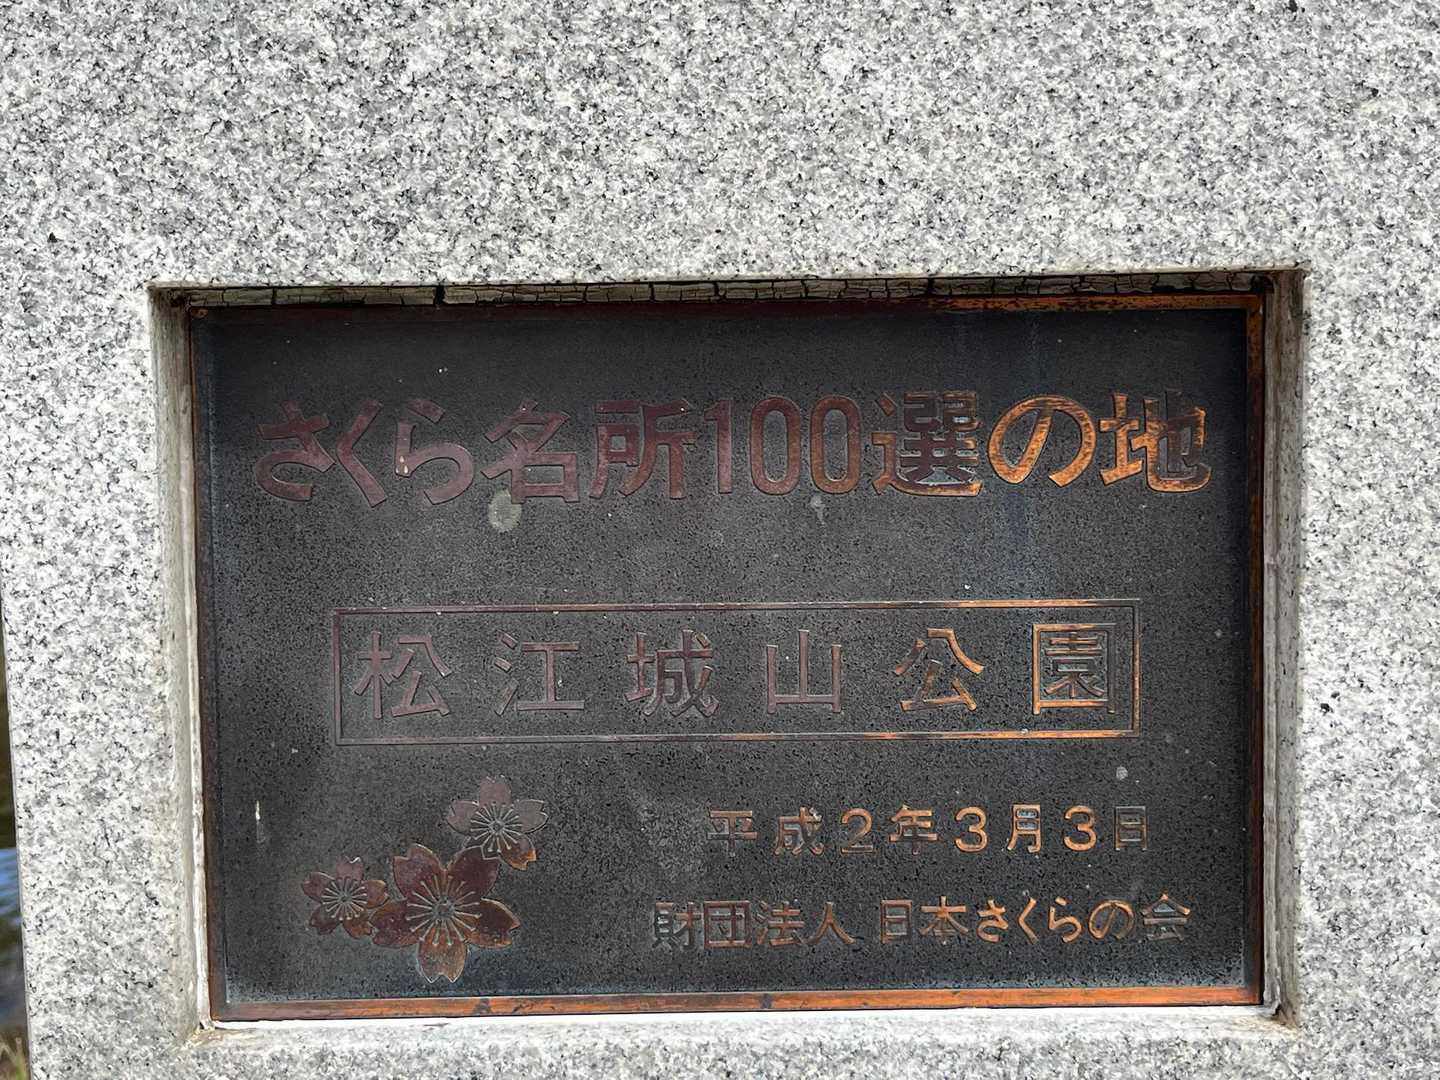 さくら名所100選の地
松江城山公園
平成2年3月3日
財団法人 日本さくらの会